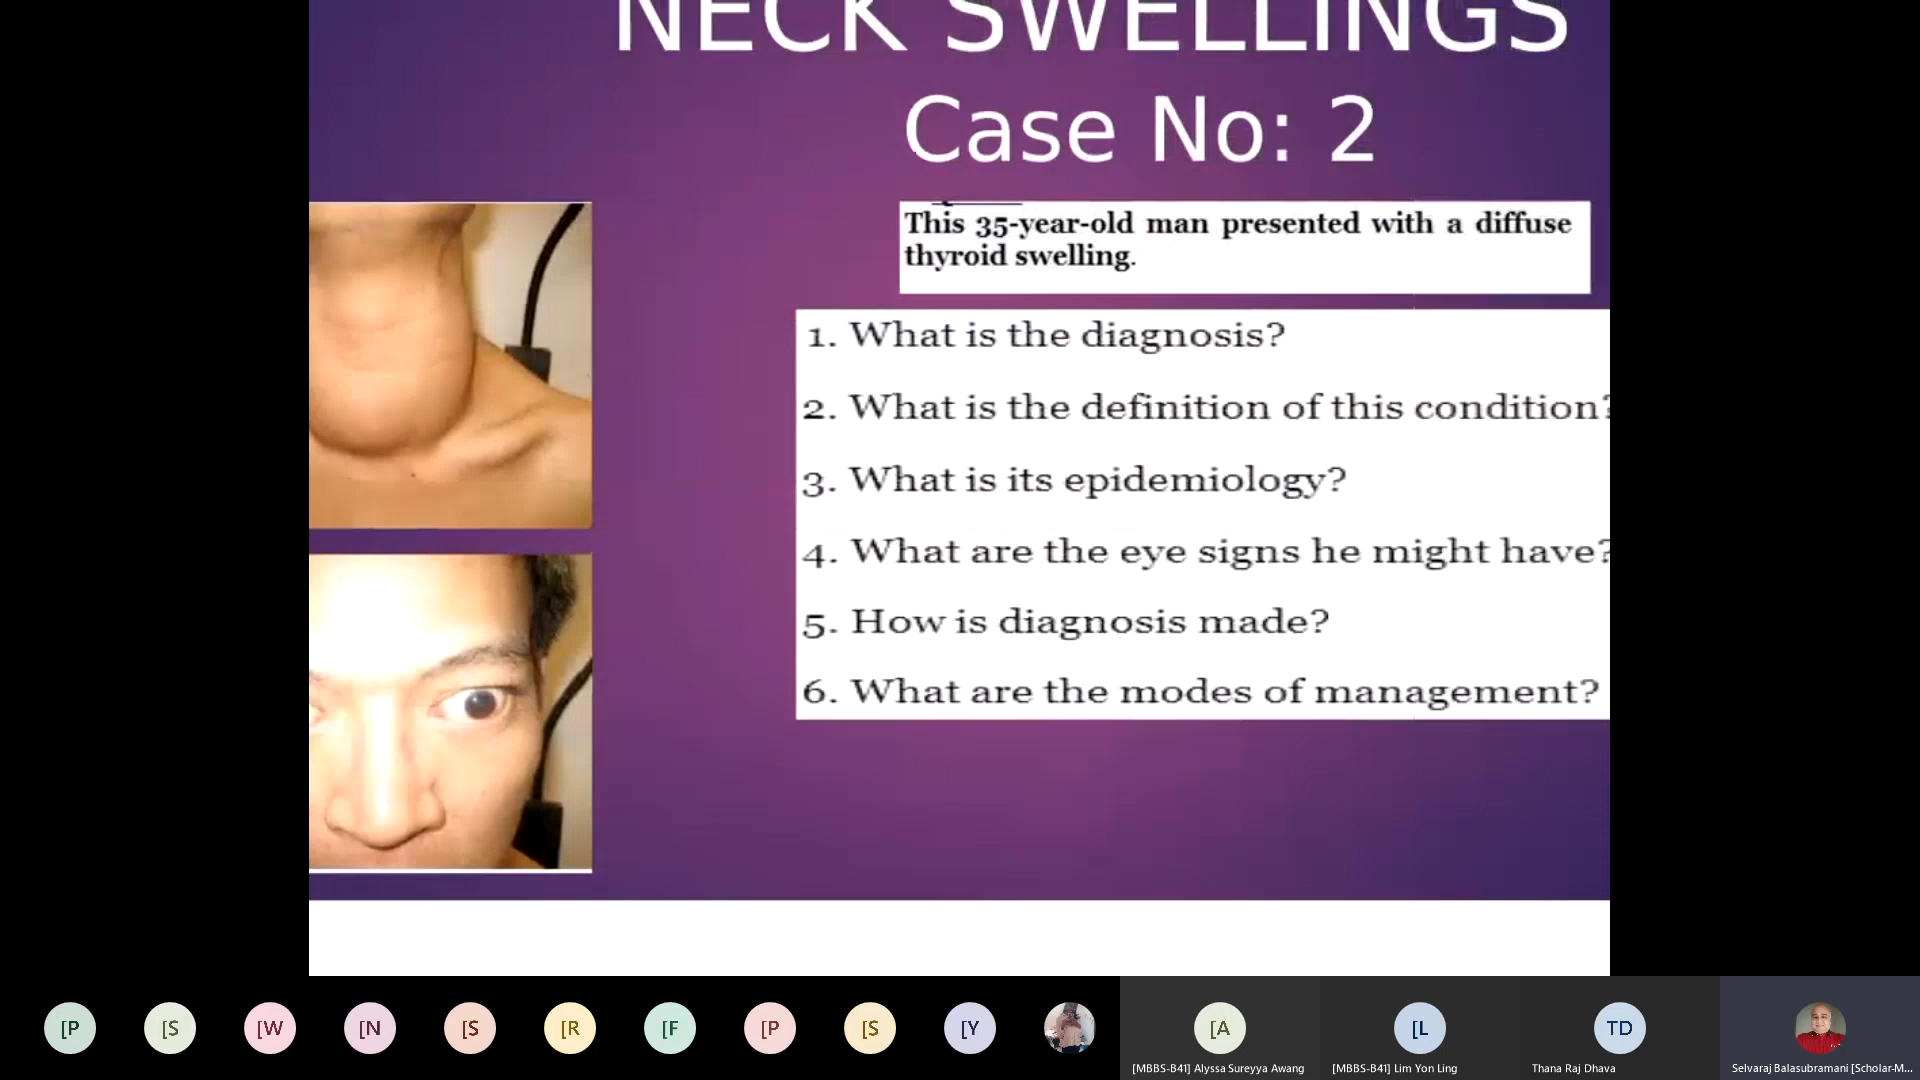 NECK SWELLINGS
Case No: 2
This 35-year-old man presented with a diffuse
thyroid swelling.
1. What is the diagnosis?
2. What is the definition of this condition?
3. What is its epidemiology?
4. What are the eye signs he might have?
5. How is diagnosis made?
6. What are the modes of management?
[P
[S
[W
[N
[S
[R
[F
[P
[S
[Y
[A
[L
TD
[MBBS-B41] Alyssa Sureyya Awang
[MBBS-B41] Lim Yon Ling
Thana Raj Dhava
Selvaraj Balasubramani [Scholar-M...